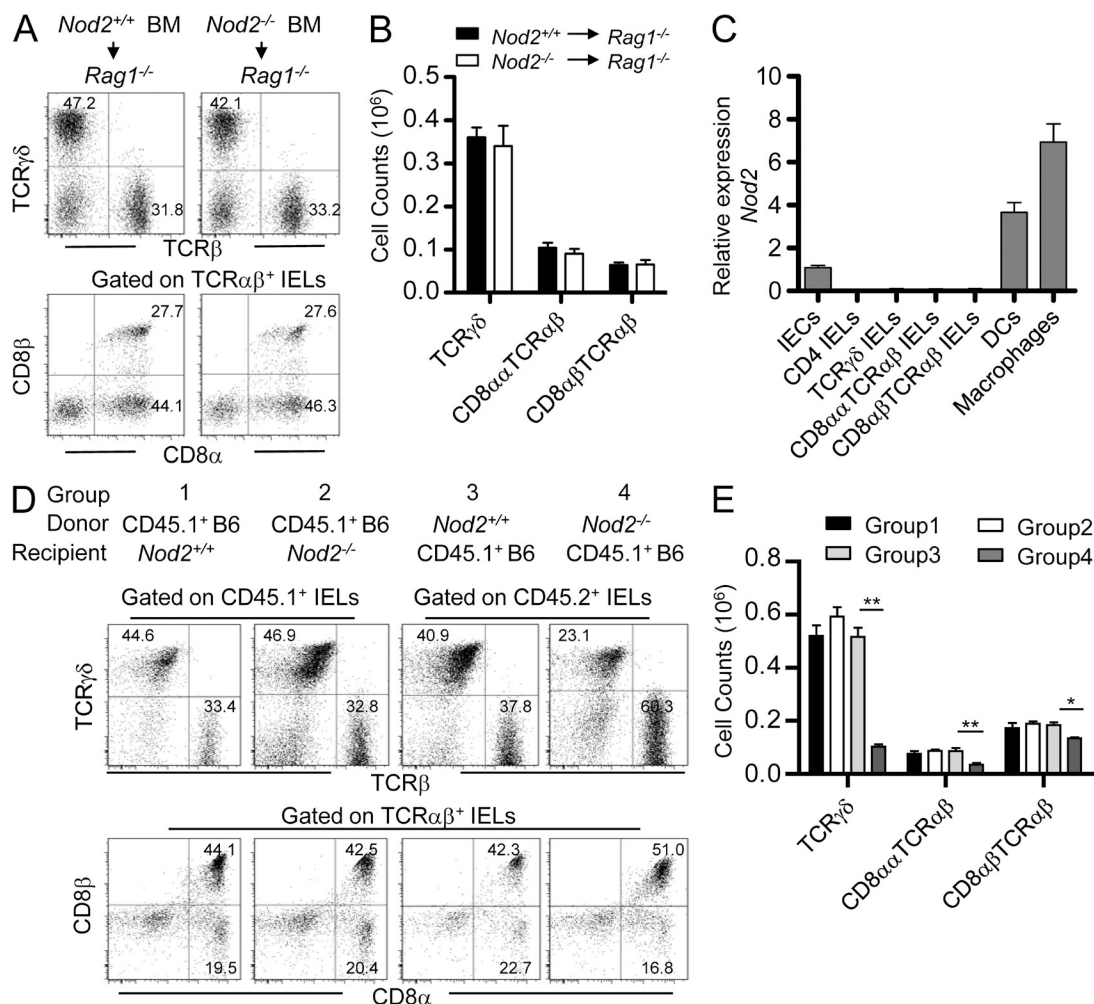 A
Nod2+/+ BM Nod2-/- BM
Rag1-/- Rag1-/-
47.2 42.1
31.8 33.2
TCRγδ
TCRβ
Gated on TCRαβ+ IELs
27.7 27.6
44.1 46.3
CD8β
CD8α
B
Nod2+/+ → Rag1-/-
Nod2-/- → Rag1-/-
Cell Counts (10⁶)
0.5
0.4
0.3
0.2
0.1
0.0
TCRγδ
CD8ααTCRαβ
CD8αβTCRαβ
C
Relative expression
Nod2
10
8
6
4
2
0
IECs
CD4 IELs
TCRγδ IELs
CD8ααTCRαβ IELs
CD8αβTCRαβ IELs
DCs
Macrophages
D
Group 1 2 3 4
Donor CD45.1+ B6 CD45.1+ B6 Nod2+/+ Nod2-/-
Recipient Nod2+/+ Nod2-/- CD45.1+ B6 CD45.1+ B6
Gated on CD45.1+ IELs Gated on CD45.2+ IELs
44.6 46.9 40.9 23.1
33.4 32.8 37.8 60.3
TCRγδ
TCRβ
Gated on TCRαβ+ IELs
44.1 42.5 42.3 51.0
19.5 20.4 22.7 16.8
CD8β
CD8α
E
Group1 Group2
Group3 Group4
Cell Counts (10⁶)
0.8
0.6
0.4
0.2
0.0
** ** *
TCRγδ
CD8ααTCRαβ
CD8αβTCRαβ